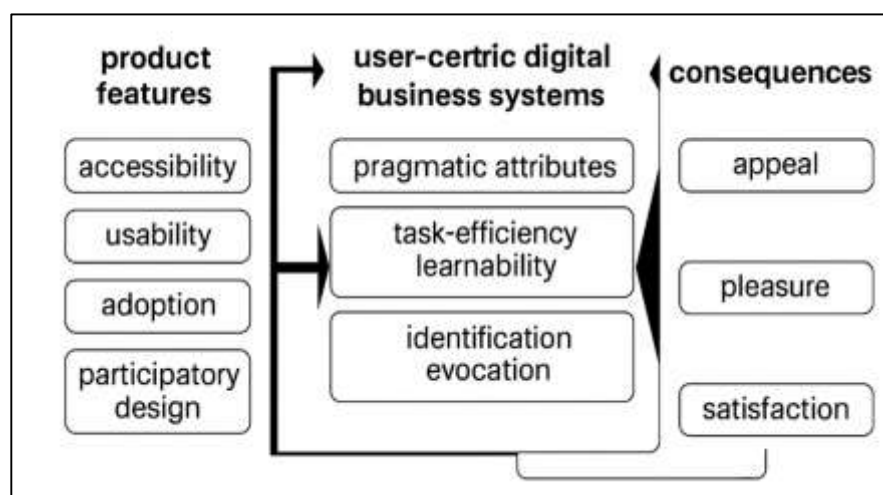 product
features
accessibility
usability
adoption
participatory
design
user-certric digital
business systems
pragmatic attributes
task-efficiency
learnability
identification
evocation
consequences
appeal
pleasure
satisfaction